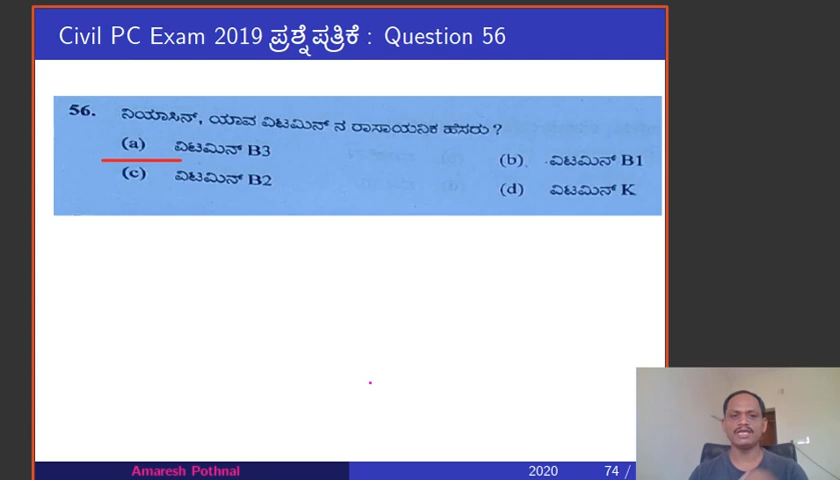 Civil PC Exam 2019 ಪ್ರಶ್ನೆ ಪತ್ರಿಕೆ : Question 56
56. ನಿಯಾಸಿನ್, ಯಾವ ವಿಟಮಿನ್ ನ ರಾಸಾಯನಿಕ ಹೆಸರು ?
(a) ವಿಟಮಿನ್ B3
(b) ವಿಟಮಿನ್ B1
(c) ವಿಟಮಿನ್ B2
(d) ವಿಟಮಿನ್ K
Amaresh Pothnal 2020 74 /